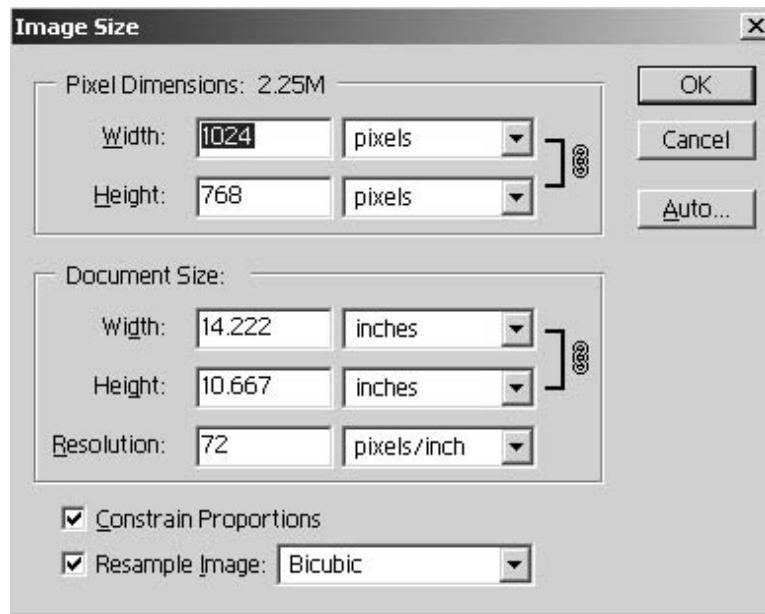 Image Size
Pixel Dimensions: 2.25M
OK
Width: 1024 pixels
Cancel
Height: 768 pixels
Auto...
Document Size:
Width: 14.222 inches
Height: 10.667 inches
Resolution: 72 pixels/inch
Constrain Proportions
Resample Image: Bicubic